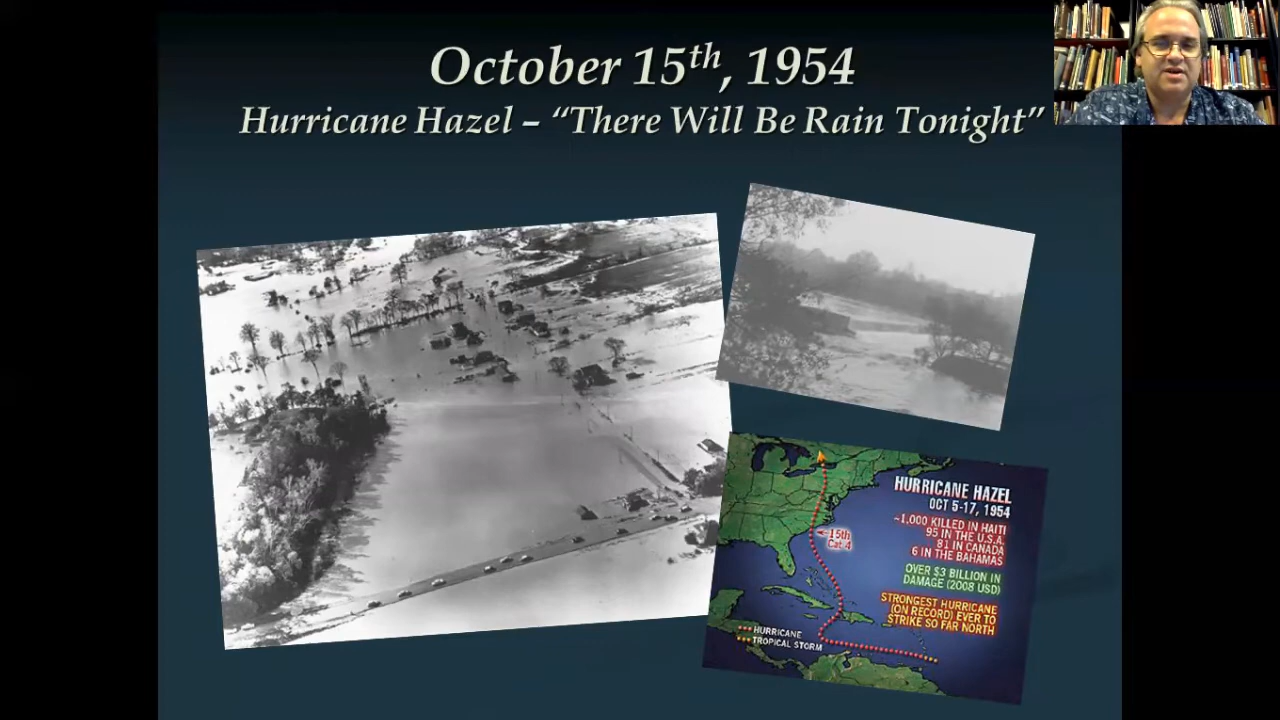 October 15th, 1954
Hurricane Hazel – “There Will Be Rain Tonight”
HURRICANE HAZEL
OCT 5-17, 1954
~1,000 KILLED IN HAITI
95 IN THE U.S.A.
81 IN CANADA
6 IN THE BAHAMAS
15th
Cat 4
OVER $3 BILLION IN
DAMAGE (2008 USD)
STRONGEST HURRICANE
(ON RECORD) EVER TO
STRIKE SO FAR NORTH
HURRICANE
TROPICAL STORM